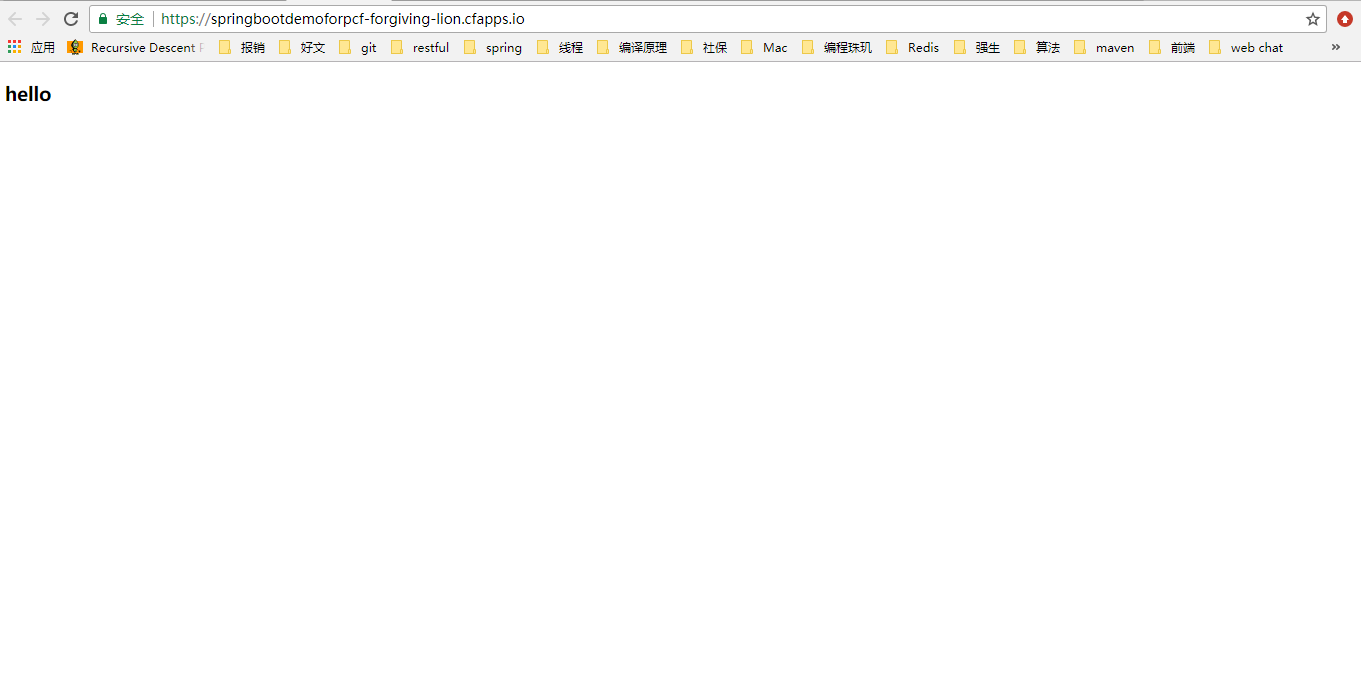 安全 https://springbootdemoforpcf-forgiving-lion.cfapps.io
应用 Recursive Descent 报销 好文 git restful spring 线程 编译原理 社保 Mac 编程珠玑 Redis 强生 算法 maven 前端 web chat »
hello